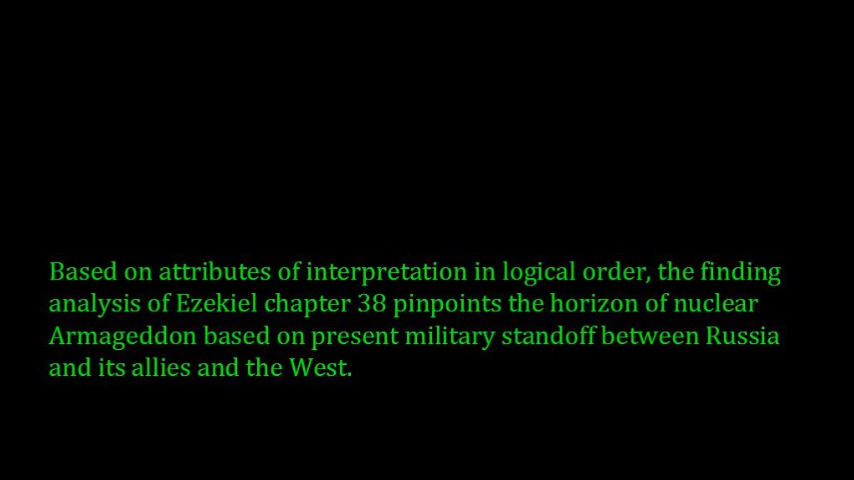 Based on attributes of interpretation in logical order, the finding
analysis of Ezekiel chapter 38 pinpoints the horizon of nuclear
Armageddon based on present military standoff between Russia
and its allies and the West.